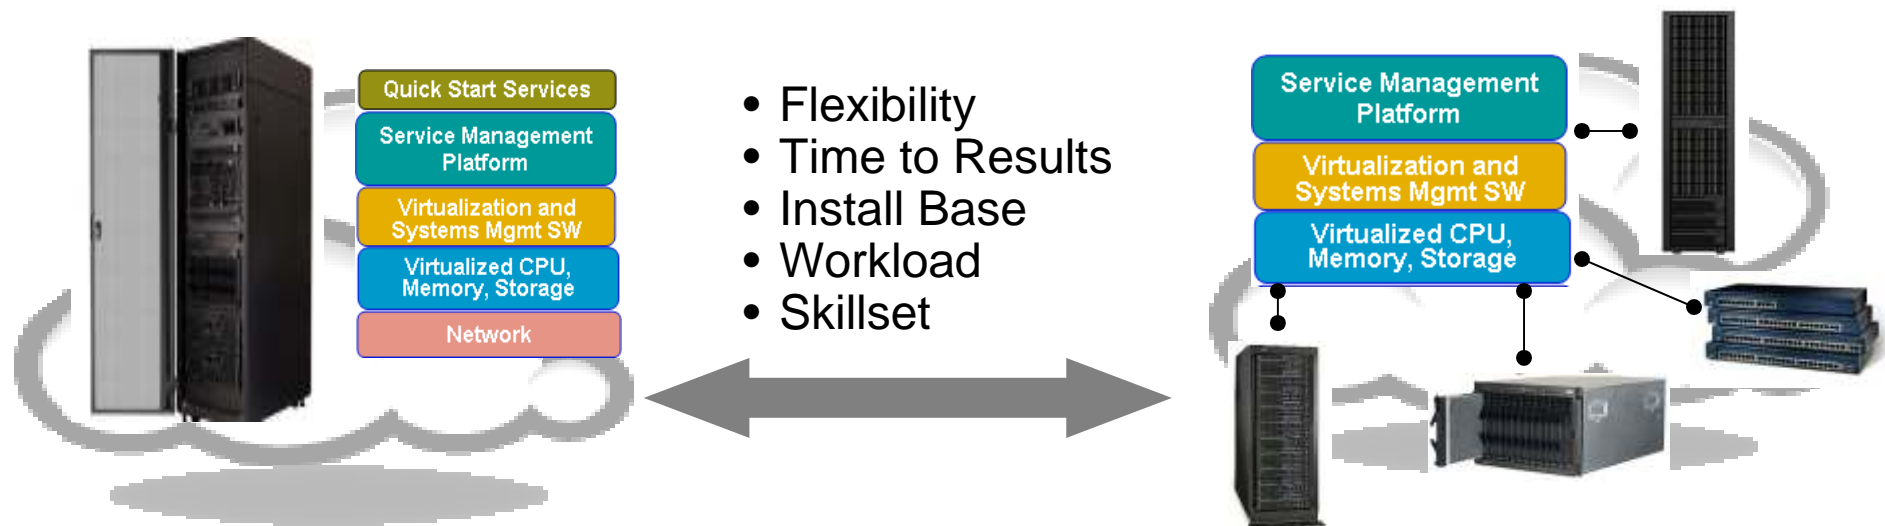 Quick Start Services
Service Management
Platform
Virtualization and
Systems Mgmt SW
Virtualized CPU,
Memory, Storage
Network
• Flexibility
• Time to Results
• Install Base
• Workload
• Skillset
Service Management
Platform
Virtualization and
Systems Mgmt SW
Virtualized CPU,
Memory, Storage